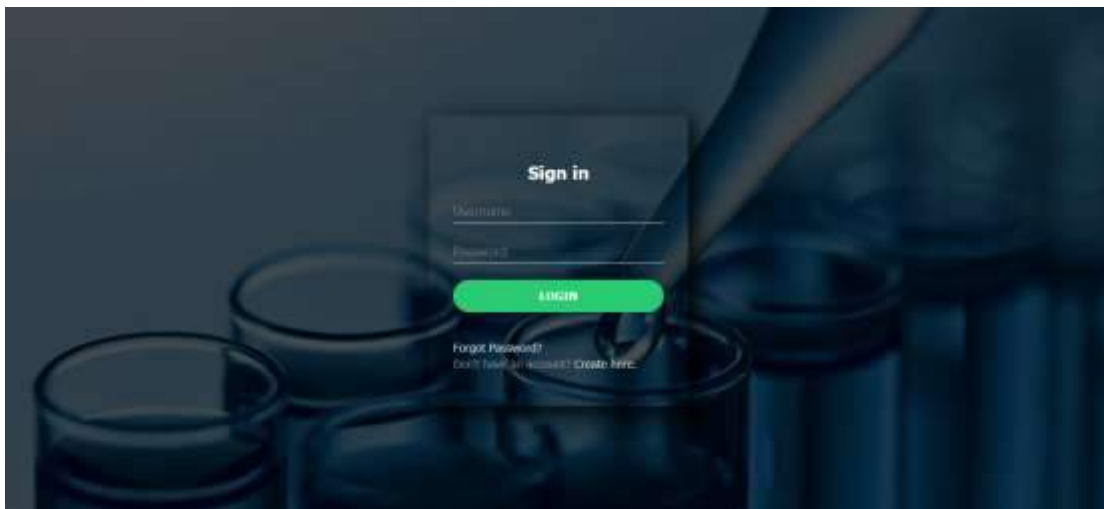 Sign in
Username
Password
LOGIN
Forgot Password?
Don't have an account? Create here.